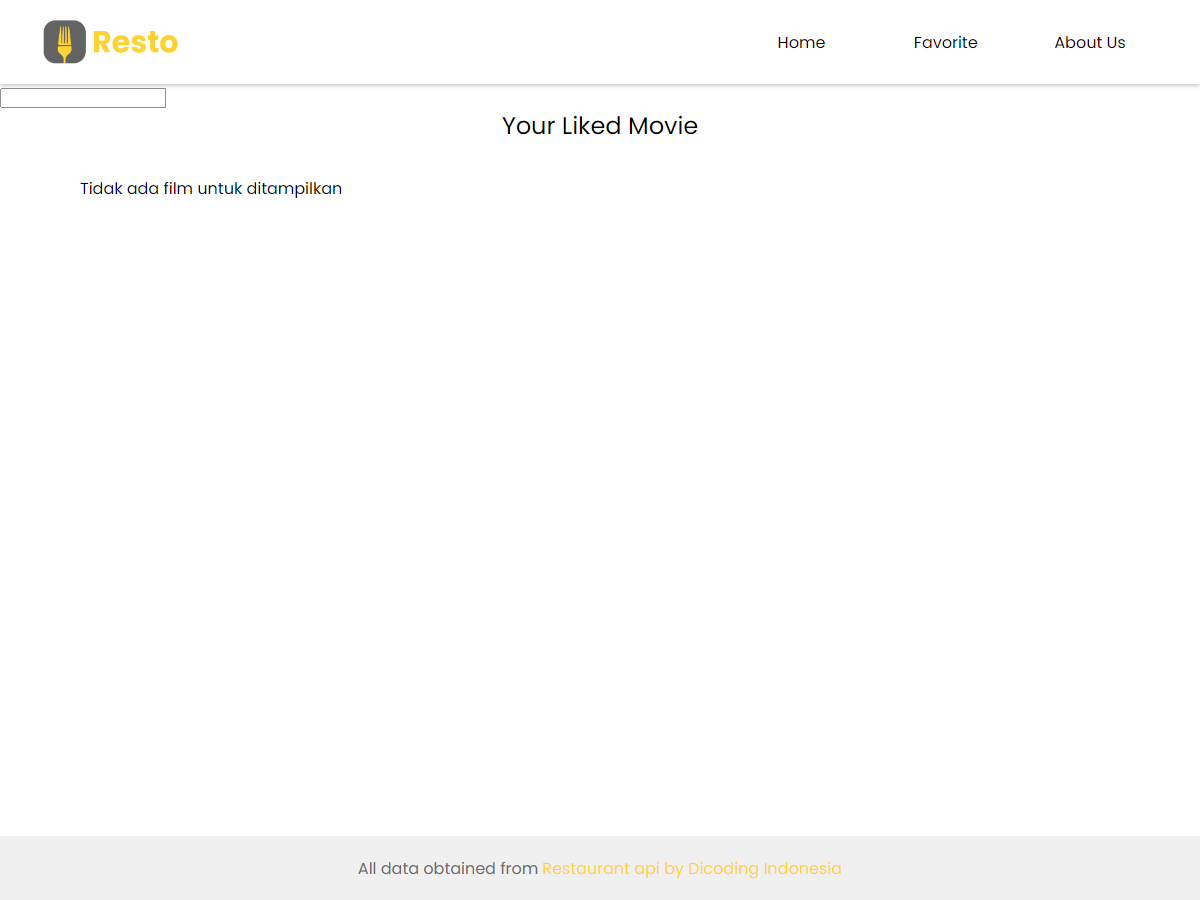 Resto
Home
Favorite
About Us
Your Liked Movie
Tidak ada film untuk ditampilkan
All data obtained from Restaurant api by Dicoding Indonesia